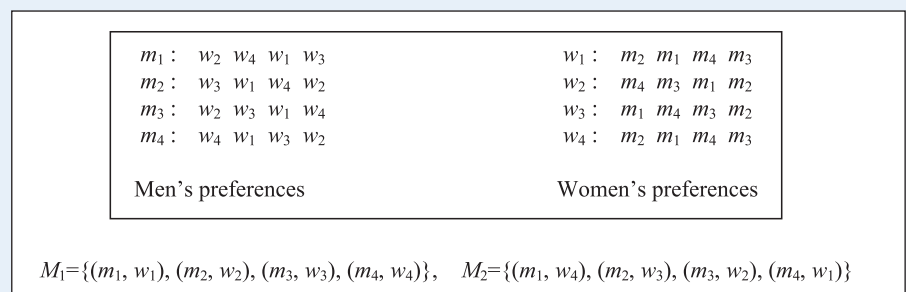 m₁ : w₂ w₄ w₁ w₃ w₁ : m₂ m₁ m₄ m₃
m₂ : w₃ w₁ w₄ w₂ w₂ : m₄ m₃ m₁ m₂
m₃ : w₂ w₃ w₁ w₄ w₃ : m₁ m₄ m₃ m₂
m₄ : w₄ w₁ w₃ w₂ w₄ : m₂ m₁ m₄ m₃
Men's preferences Women's preferences
M₁={(m₁, w₁), (m₂, w₂), (m₃, w₃), (m₄, w₄)}, M₂={(m₁, w₄), (m₂, w₃), (m₃, w₂), (m₄, w₁)}